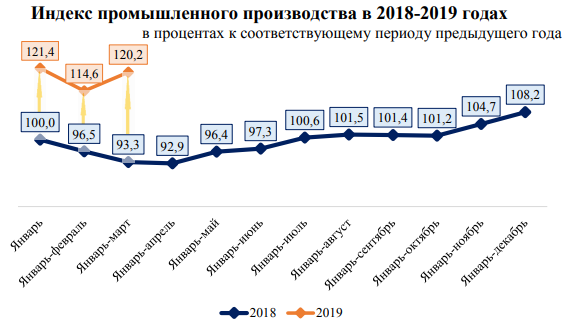 Индекс промышленного производства в 2018-2019 годах
в процентах к соответствующему периоду предыдущего года
121,4
114,6
120,2
100,0
96,5
93,3
92,9
96,4
97,3
100,6
101,5
101,4
101,2
104,7
108,2
Январь
Январь-февраль
Январь-март
Январь-апрель
Январь-май
Январь-июнь
Январь-июль
Январь-август
Январь-сентябрь
Январь-октябрь
Январь-ноябрь
Январь-декабрь
2018 2019